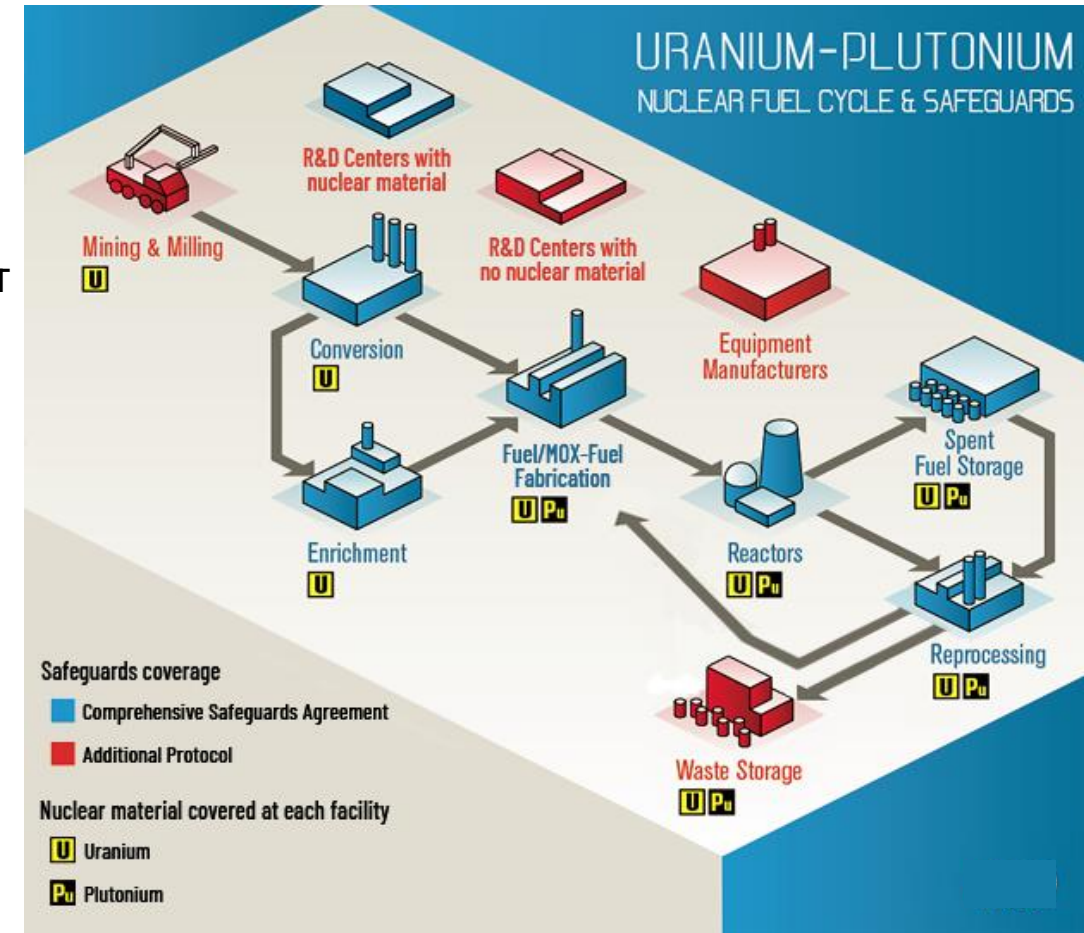 URANIUM-PLUTONIUM
NUCLEAR FUEL CYCLE & SAFEGUARDS
R&D Centers with
nuclear material
Mining & Milling
U
R&D Centers with
no nuclear material
T
Conversion
U
Equipment
Manufacturers
Fuel/MOX-Fuel
Fabrication
U Pu
Spent
Fuel Storage
U Pu
Enrichment
U
Reactors
U Pu
Reprocessing
U Pu
Waste Storage
U Pu
Safeguards coverage
Comprehensive Safeguards Agreement
Additional Protocol
Nuclear material covered at each facility
U Uranium
Pu Plutonium